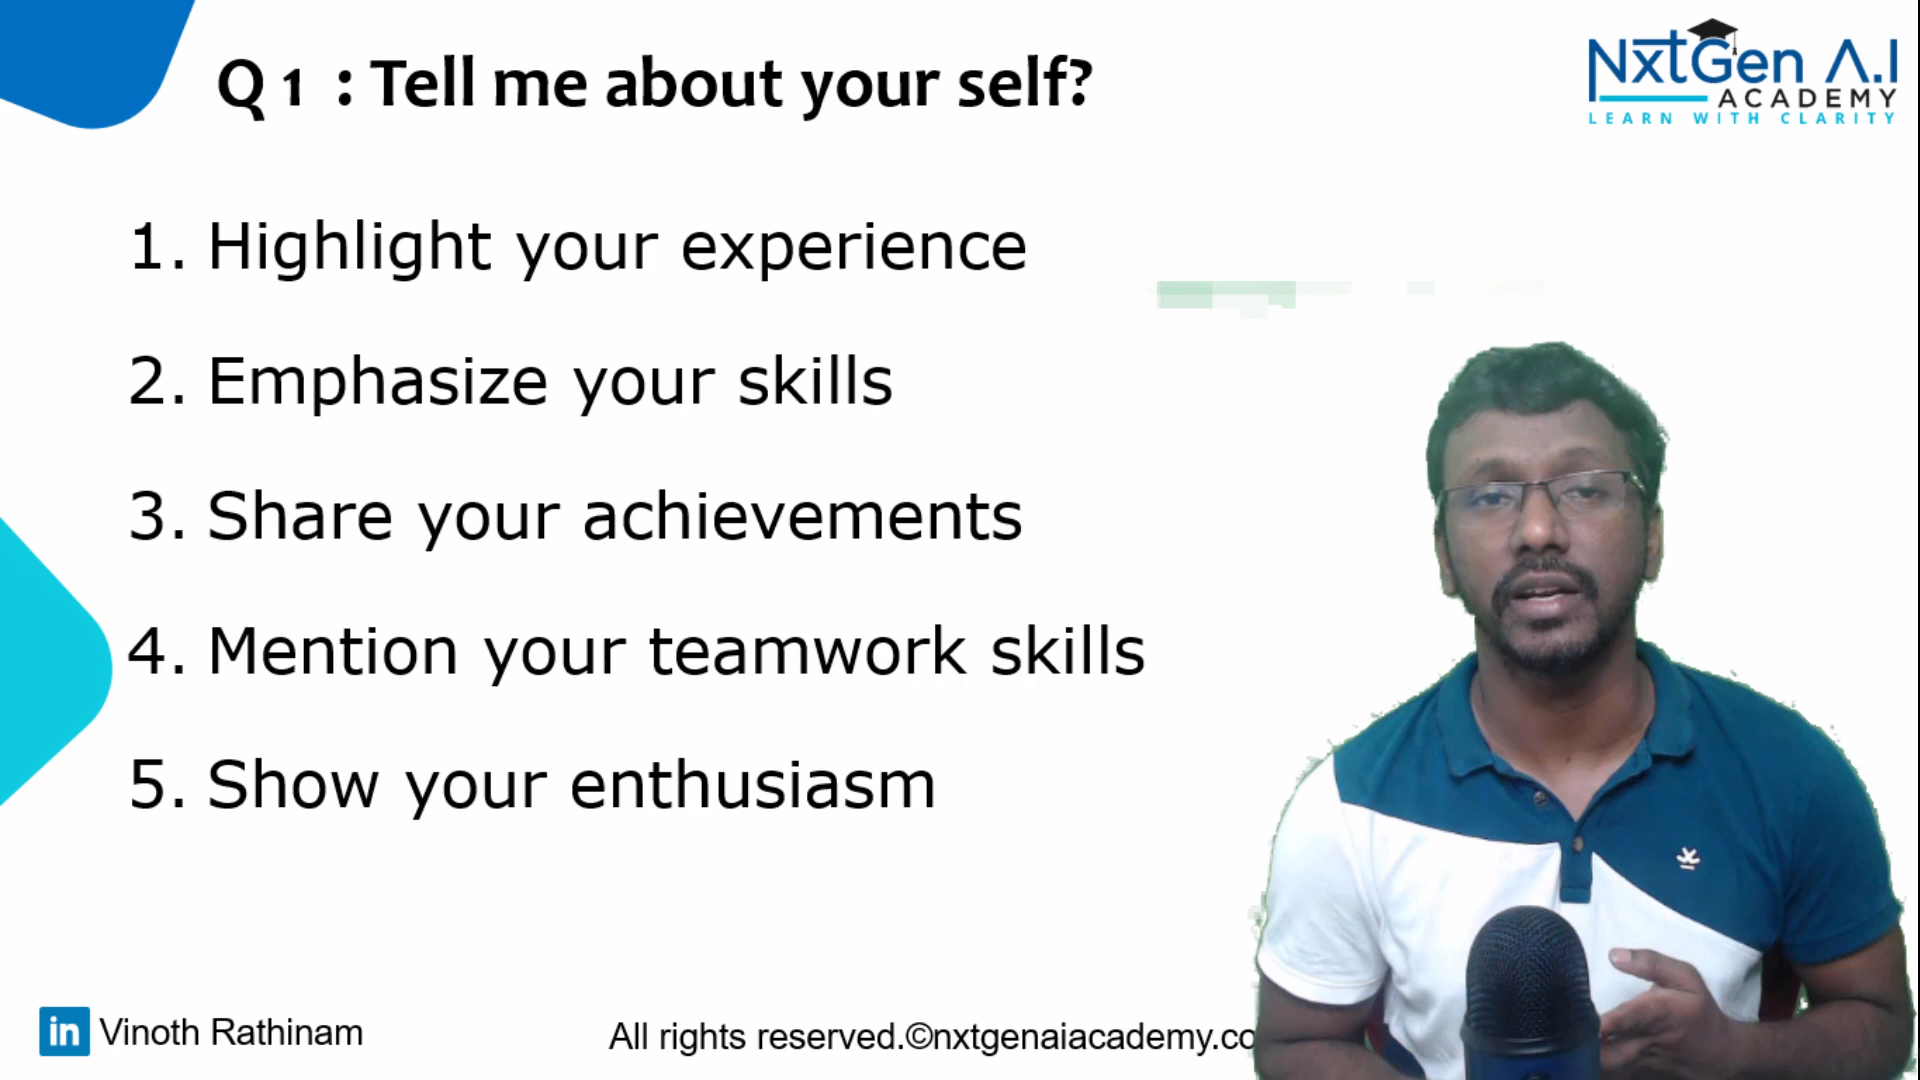 Q 1 : Tell me about your self?
NxtGen A.I
ACADEMY
LEARN WITH CLARITY
1. Highlight your experience
2. Emphasize your skills
3. Share your achievements
4. Mention your teamwork skills
5. Show your enthusiasm
in Vinoth Rathinam
All rights reserved.©nxtgenaiacademy.co